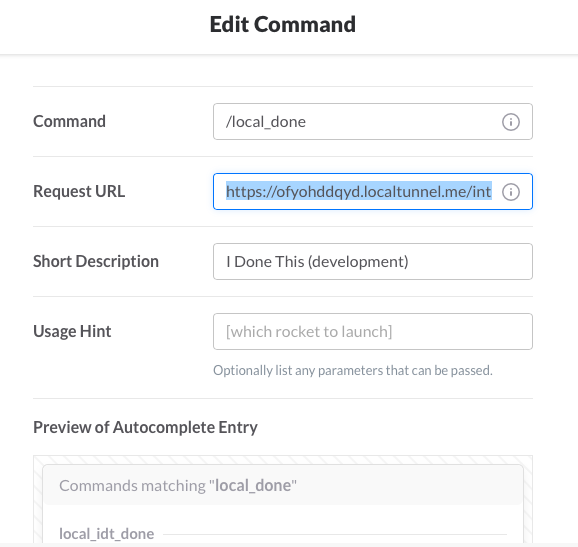 Edit Command
Command
/local_done
Request URL
https://ofyohddqyd.localtunnel.me/int
Short Description
I Done This (development)
Usage Hint
[which rocket to launch]
Optionally list any parameters that can be passed.
Preview of Autocomplete Entry
Commands matching "local_done"
local_idt_done